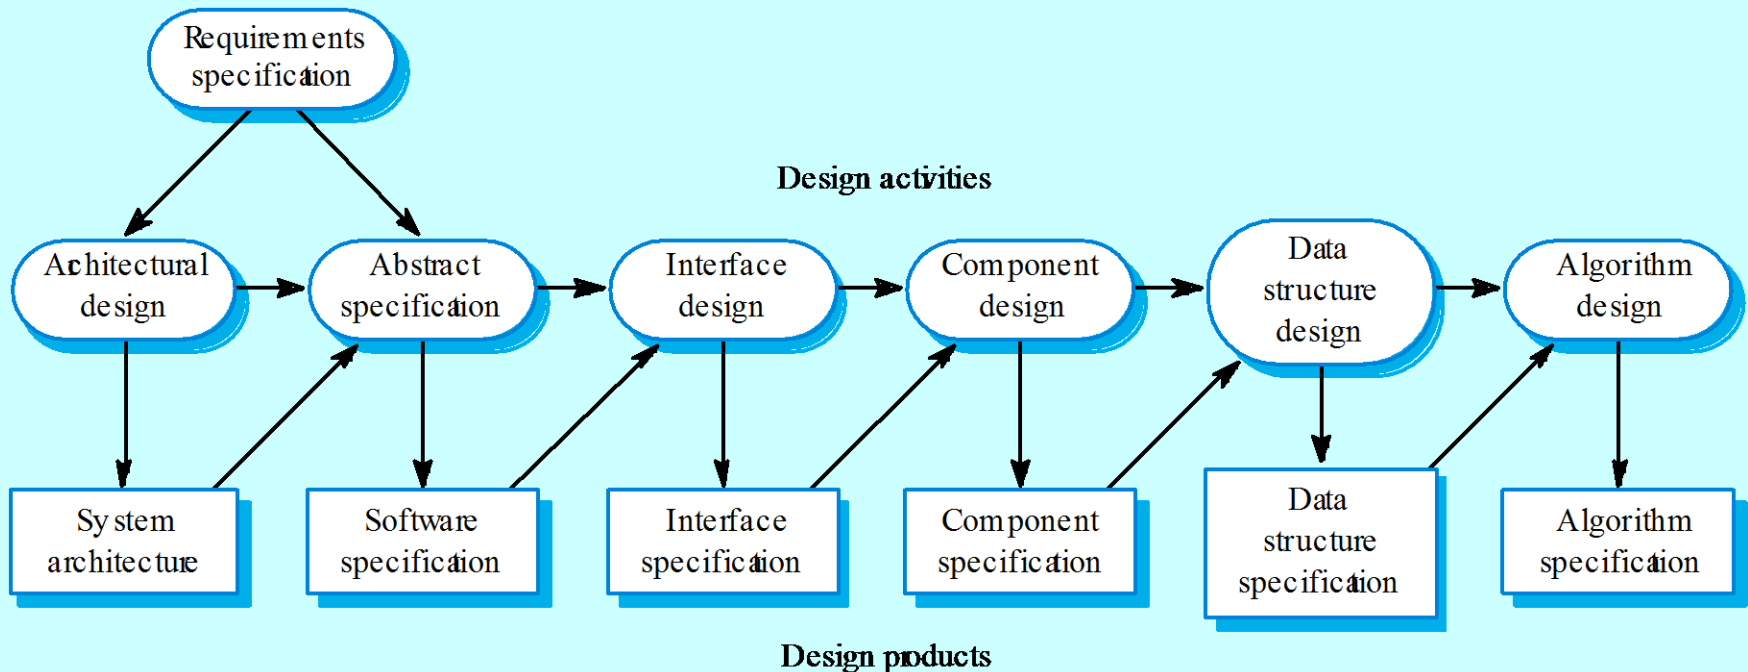 Requirements
specification
Design activities
Architectural
design
Abstract
specification
Interface
design
Component
design
Data
structure
design
Algorithm
design
System
architecture
Software
specification
Interface
specification
Component
specification
Data
structure
specification
Algorithm
specification
Design products